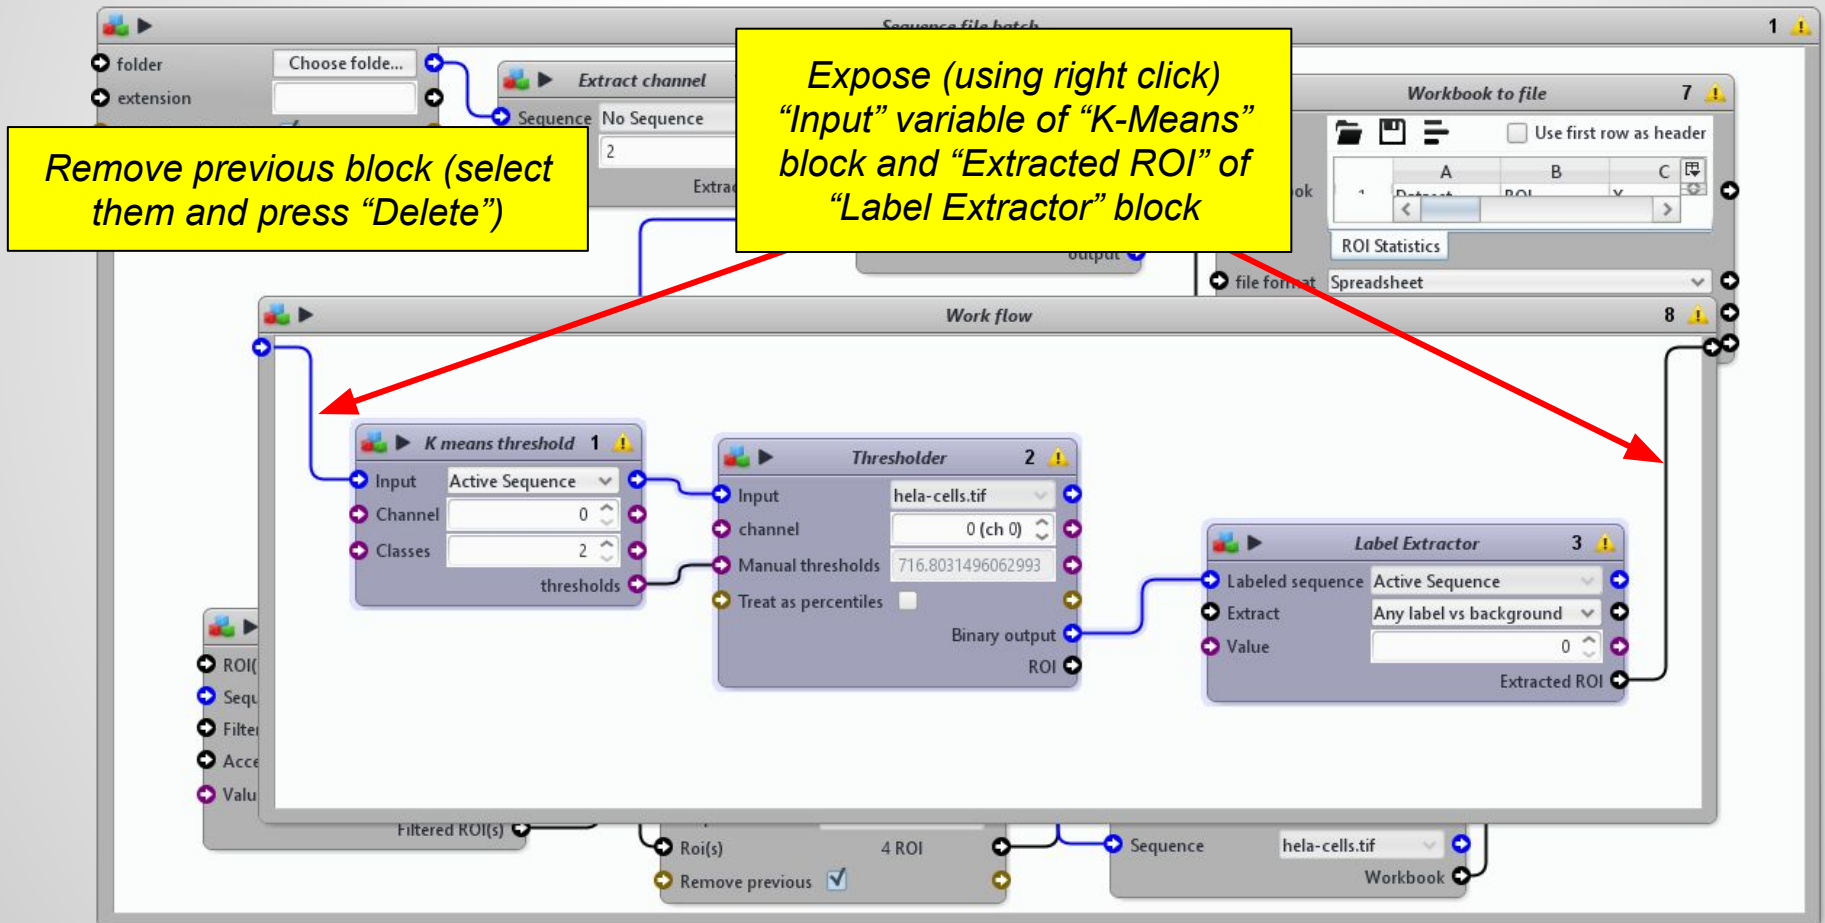 Sequence file batch 1
folder Choose folde...
extension
Extract channel
Sequence No Sequence
2
Expose (using right click)
“Input” variable of “K-Means”
block and “Extracted ROI” of
“Label Extractor” block
Remove previous block (select
them and press “Delete”)
Workbook to file 7
Use first row as header
A B C
ROI Statistics
file format Spreadsheet
output
Work flow 8
K means threshold 1
Input Active Sequence
Channel 0
Classes 2
thresholds
Thresholder 2
Input hela-cells.tif
channel 0 (ch 0)
Manual thresholds 716.8031496062993
Treat as percentiles
Binary output
ROI
Label Extractor 3
Labeled sequence Active Sequence
Extract Any label vs background
Value 0
Extracted ROI
ROI(
Sequ
Filte
Acce
Valu
Filtered ROI(s)
Roi(s) 4 ROI
Remove previous
Sequence hela-cells.tif
Workbook